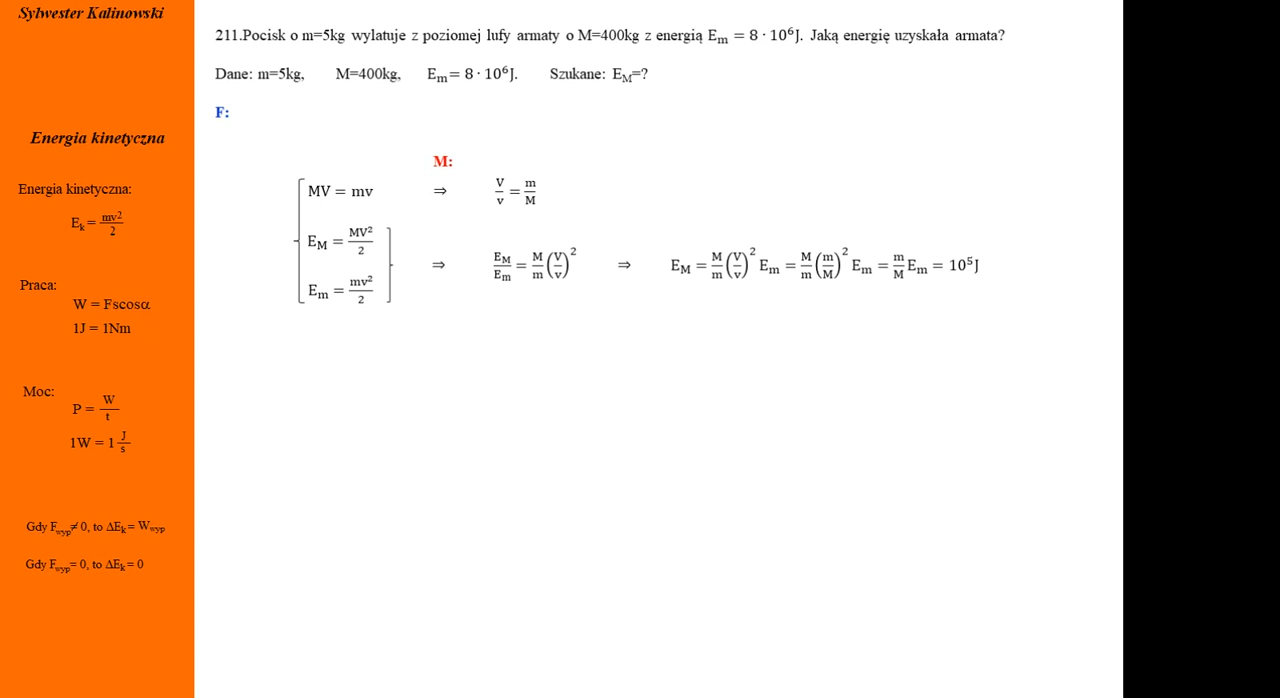 Sylwester Kalinowski
Energia kinetyczna
Energia kinetyczna:
Eₖ = mv²/2
Praca:
W = Fscosα
1J = 1Nm
Moc:
P = W/t
1W = 1 J/s
Gdy F_wyp ≠ 0, to ΔEₖ = W_wyp
Gdy F_wyp = 0, to ΔEₖ = 0
211.Pocisk o m=5kg wylatuje z poziomej lufy armaty o M=400kg z energią Eₘ = 8 · 10⁶J. Jaką energię uzyskała armata?
Dane: m=5kg, M=400kg, Eₘ= 8 · 10⁶J. Szukane: E_M=?
F:
M:
MV = mv ⇒ V/v = m/M
E_M = MV²/2
Eₘ = mv²/2
⇒ E_M/Eₘ = M/m (V/v)² ⇒ E_M = M/m (V/v)² Eₘ = M/m (m/M)² Eₘ = m/M Eₘ = 10⁵J